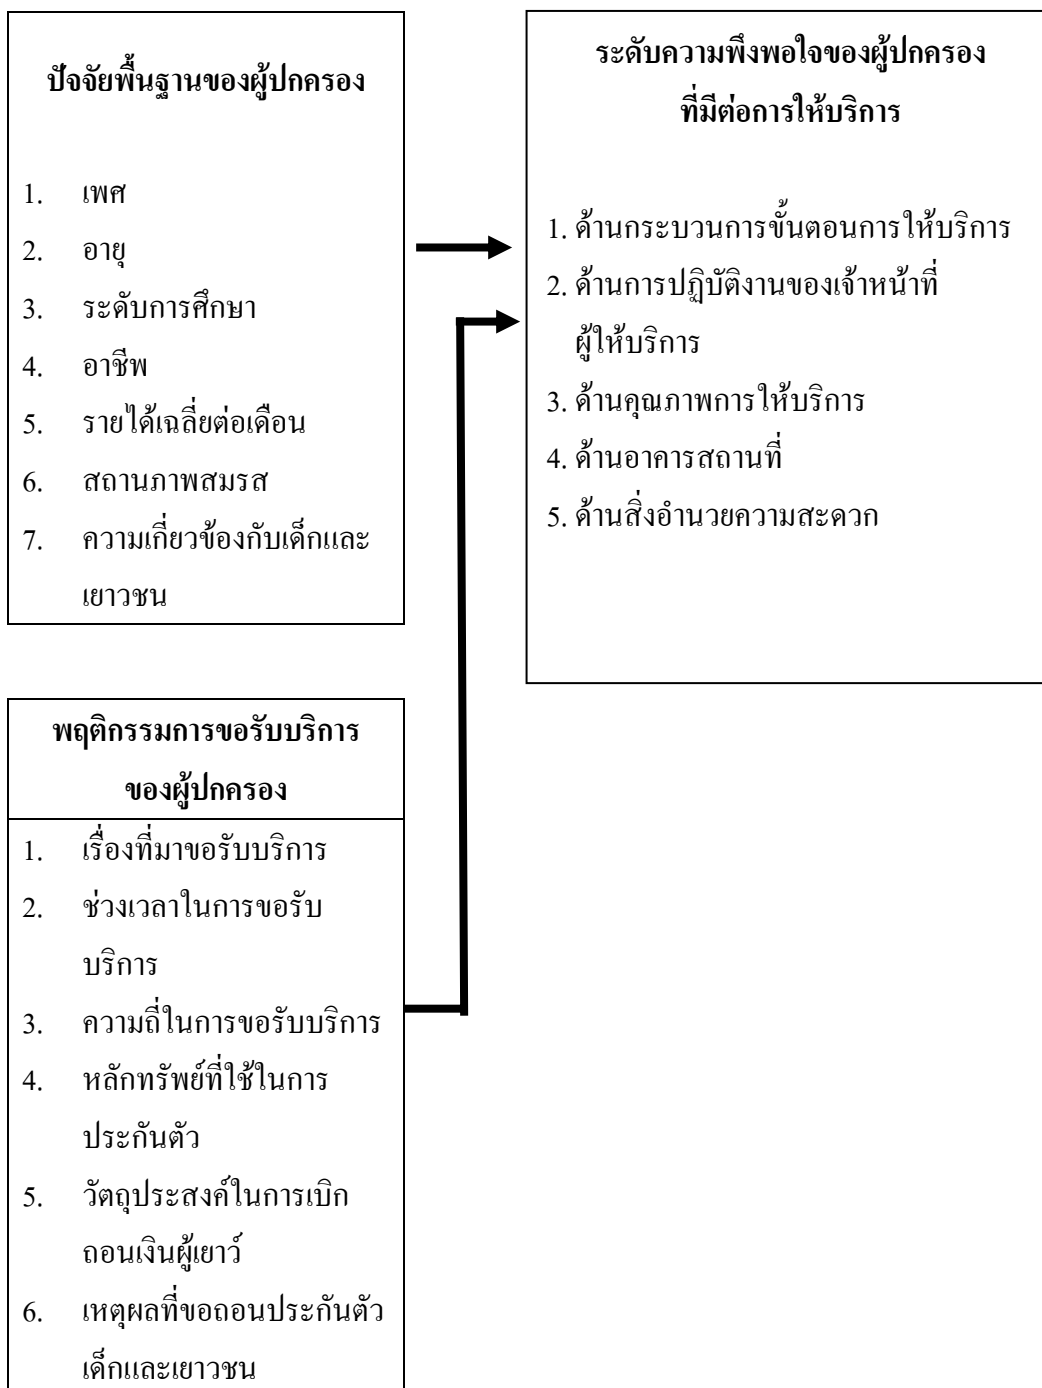 ปัจจัยพื้นฐานของผู้ปกครอง
1. เพศ
2. อายุ
3. ระดับการศึกษา
4. อาชีพ
5. รายได้เฉลี่ยต่อเดือน
6. สถานภาพสมรส
7. ความเกี่ยวข้องกับเด็กและ
เยาวชน
ระดับความพึงพอใจของผู้ปกครอง
ที่มีต่อการให้บริการ
1. ด้านกระบวนการขั้นตอนการให้บริการ
2. ด้านการปฏิบัติงานของเจ้าหน้าที่
ผู้ให้บริการ
3. ด้านคุณภาพการให้บริการ
4. ด้านอาคารสถานที่
5. ด้านสิ่งอำนวยความสะดวก
พฤติกรรมการขอรับบริการ
ของผู้ปกครอง
1. เรื่องที่มาขอรับบริการ
2. ช่วงเวลาในการขอรับ
บริการ
3. ความถี่ในการขอรับบริการ
4. หลักทรัพย์ที่ใช้ในการ
ประกันตัว
5. วัตถุประสงค์ในการเบิก
ถอนเงินผู้เยาว์
6. เหตุผลที่ขอถอนประกันตัว
เด็กและเยาวชน